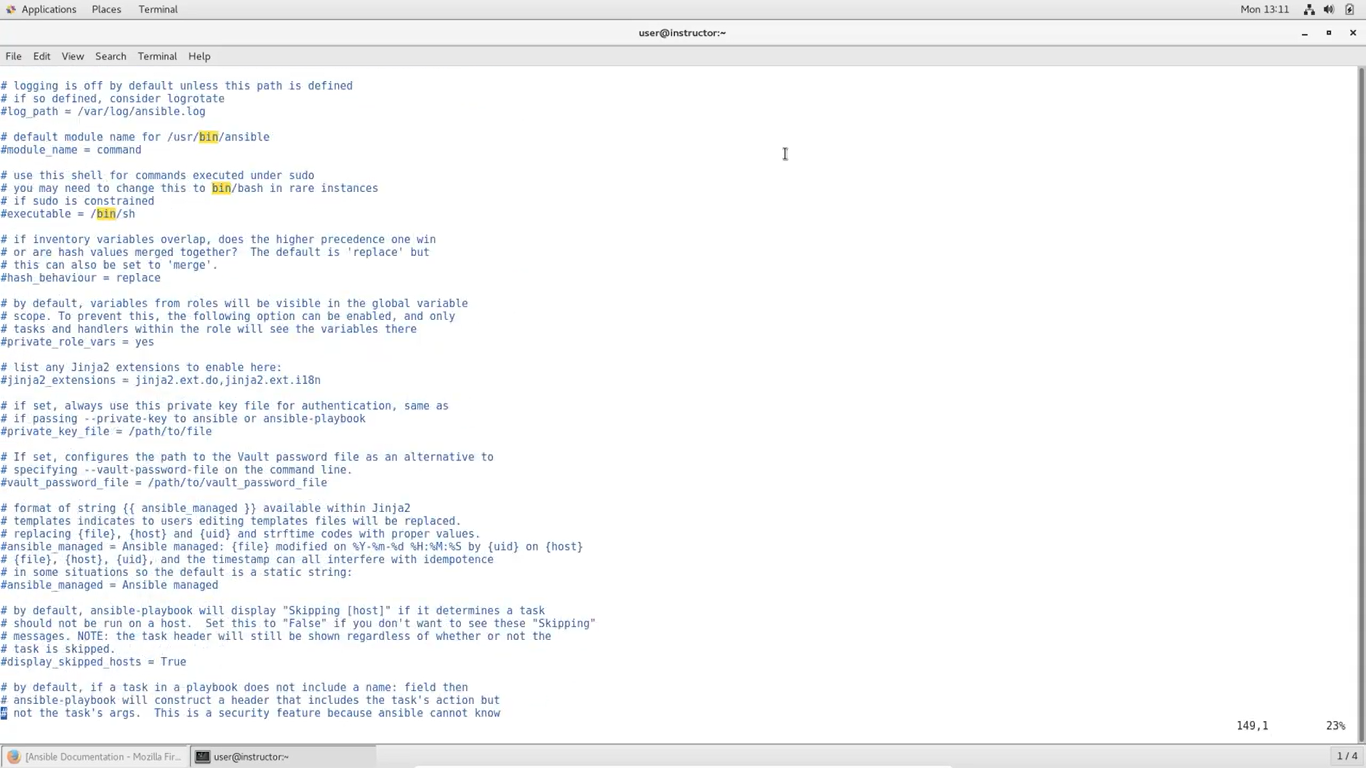 Applications Places Terminal Mon 13:11
user@instructor:~
File Edit View Search Terminal Help
# logging is off by default unless this path is defined
# if so defined, consider logrotate
#log_path = /var/log/ansible.log
# default module name for /usr/bin/ansible
#module_name = command
# use this shell for commands executed under sudo
# you may need to change this to bin/bash in rare instances
# if sudo is constrained
#executable = /bin/sh
# if inventory variables overlap, does the higher precedence one win
# or are hash values merged together?  The default is 'replace' but
# this can also be set to 'merge'.
#hash_behaviour = replace
# by default, variables from roles will be visible in the global variable
# scope. To prevent this, the following option can be enabled, and only
# tasks and handlers within the role will see the variables there
#private_role_vars = yes
# list any Jinja2 extensions to enable here:
#jinja2_extensions = jinja2.ext.do,jinja2.ext.i18n
# if set, always use this private key file for authentication, same as
# if passing --private-key to ansible or ansible-playbook
#private_key_file = /path/to/file
# If set, configures the path to the Vault password file as an alternative to
# specifying --vault-password-file on the command line.
#vault_password_file = /path/to/vault_password_file
# format of string {{ ansible_managed }} available within Jinja2
# templates indicates to users editing templates files will be replaced.
# replacing {file}, {host} and {uid} and strftime codes with proper values.
#ansible_managed = Ansible managed: {file} modified on %Y-%m-%d %H:%M:%S by {uid} on {host}
# {file}, {host}, {uid}, and the timestamp can all interfere with idempotence
# in some situations so the default is a static string:
#ansible_managed = Ansible managed
# by default, ansible-playbook will display "Skipping [host]" if it determines a task
# should not be run on a host.  Set this to "False" if you don't want to see these "Skipping"
# messages. NOTE: the task header will still be shown regardless of whether or not the
# task is skipped.
#display_skipped_hosts = True
# by default, if a task in a playbook does not include a name: field then
# ansible-playbook will construct a header that includes the task's action but
# not the task's args.  This is a security feature because ansible cannot know
149,1 23%
[Ansible Documentation - Mozilla Fir... user@instructor:~ 1 / 4